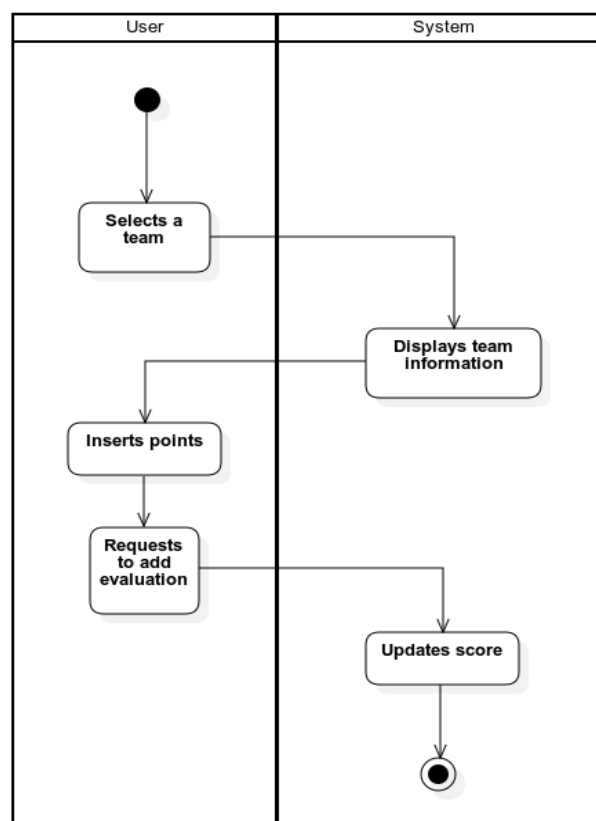 User
System
Selects a
team
Displays team
information
Inserts points
Requests
to add
evaluation
Updates score